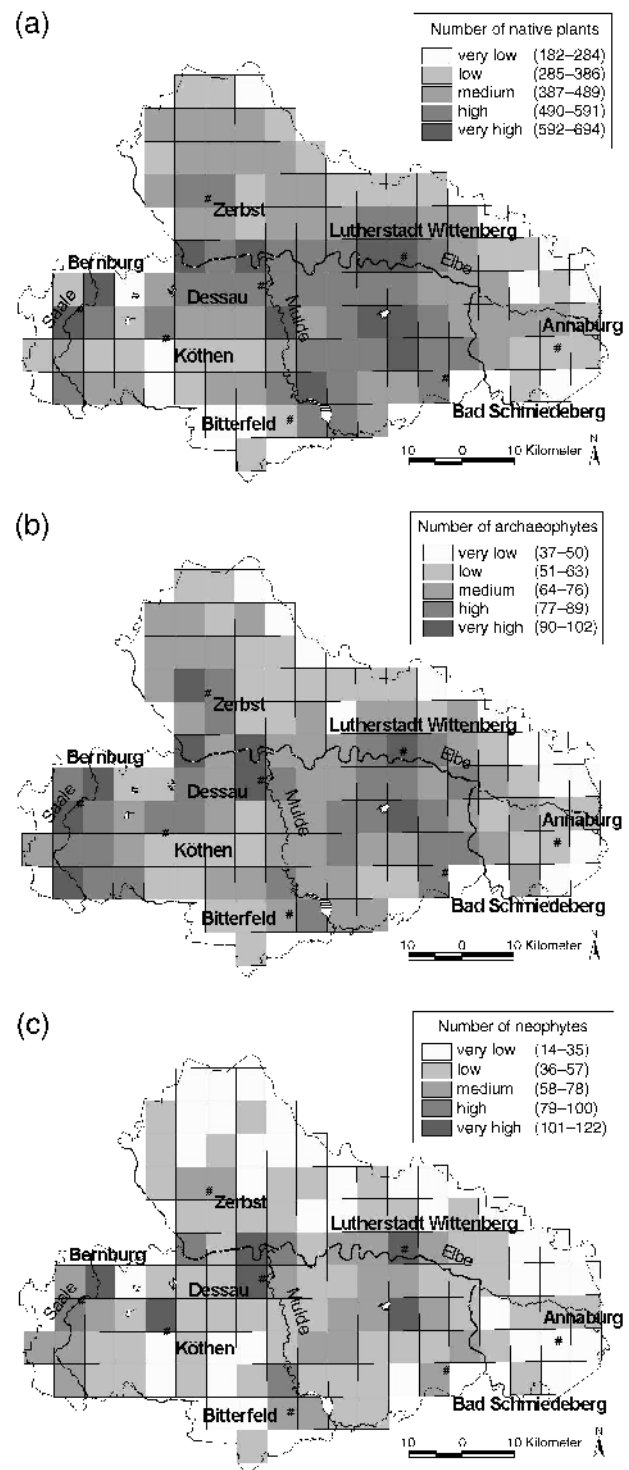 (a)
Number of native plants
very low (182–284)
low (285–386)
medium (387–489)
high (490–591)
very high (592–694)
Zerbst
Lutherstadt Wittenberg
Elbe
Bernburg
Saale
Dessau
Mulde
Annaburg
Köthen
Bitterfeld
Bad Schmiedeberg
10 0 10 Kilometer
N
(b)
Number of archaeophytes
very low (37–50)
low (51–63)
medium (64–76)
high (77–89)
very high (90–102)
Zerbst
Lutherstadt Wittenberg
Elbe
Bernburg
Saale
Dessau
Mulde
Annaburg
Köthen
Bitterfeld
Bad Schmiedeberg
10 0 10 Kilometer
N
(c)
Number of neophytes
very low (14–35)
low (36–57)
medium (58–78)
high (79–100)
very high (101–122)
Zerbst
Lutherstadt Wittenberg
Elbe
Bernburg
Saale
Dessau
Mulde
Annaburg
Köthen
Bitterfeld
Bad Schmiedeberg
10 0 10 Kilometer
N